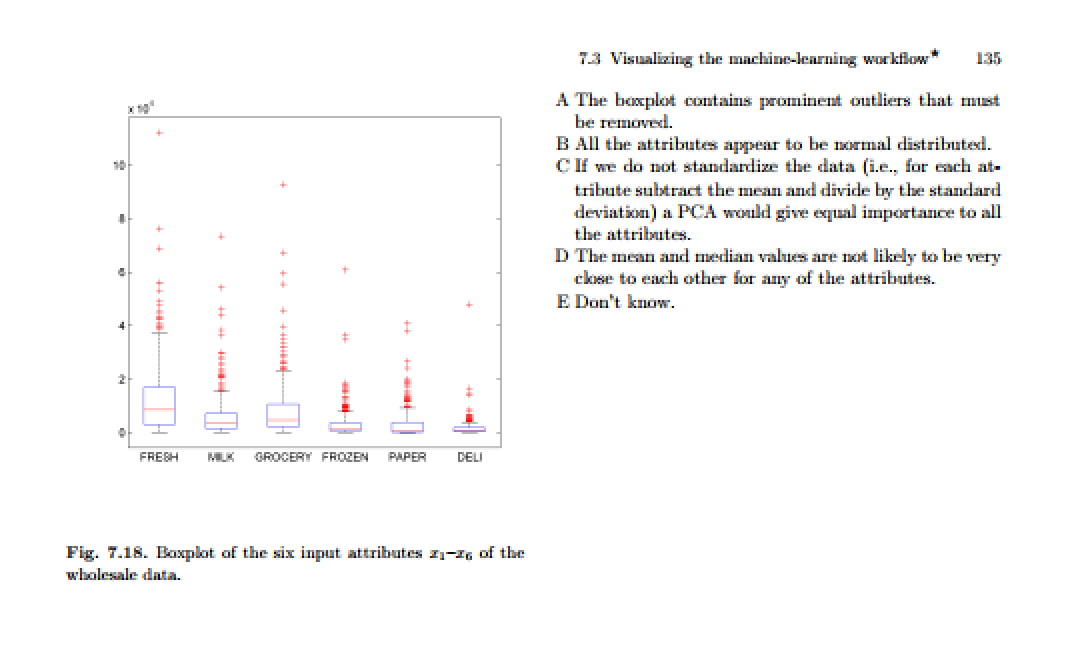 7.3 Visualizing the machine-learning workflow★ 135
x 10⁴
10
8
6
4
2
0
FRESH MILK GROCERY FROZEN PAPER DELI
Fig. 7.18. Boxplot of the six input attributes x₁–x₆ of the
wholesale data.
A The boxplot contains prominent outliers that must
be removed.
B All the attributes appear to be normal distributed.
C If we do not standardize the data (i.e., for each at-
tribute subtract the mean and divide by the standard
deviation) a PCA would give equal importance to all
the attributes.
D The mean and median values are not likely to be very
close to each other for any of the attributes.
E Don't know.